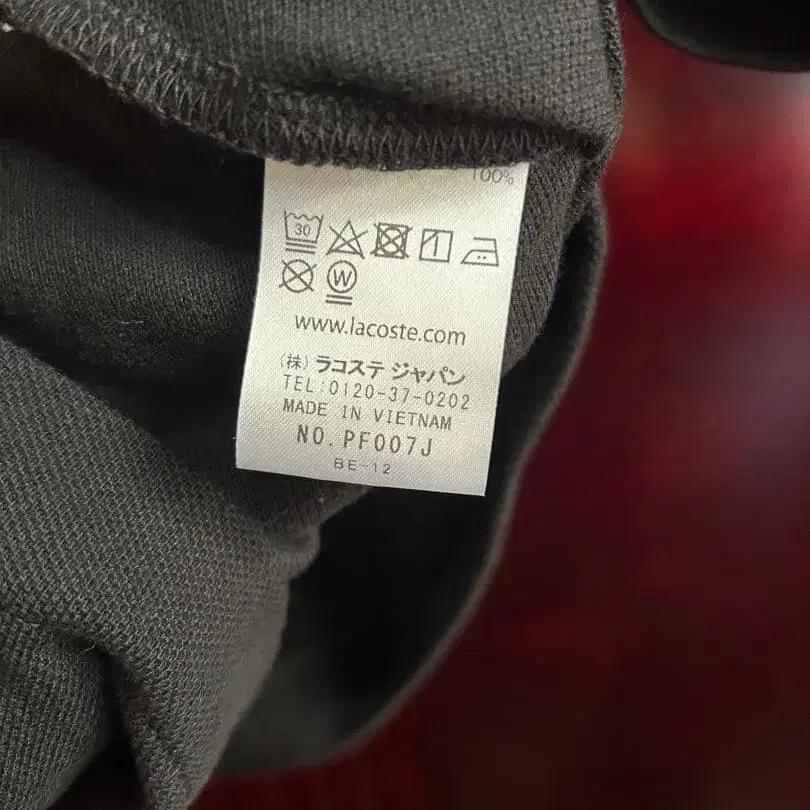 100%
30
W
www.lacoste.com
(株) ラコステ ジャパン
TEL:0120-37-0202
MADE IN VIETNAM
NO. PF007J
BE-12